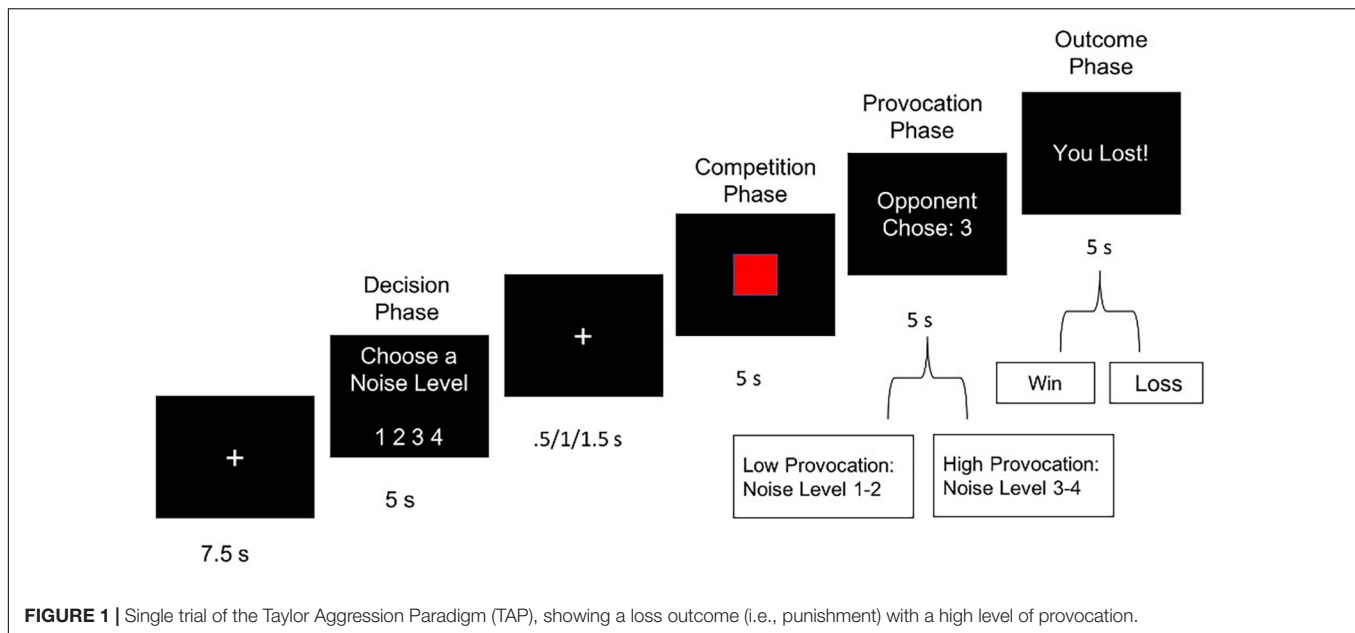 +
7.5 s
Decision
Phase
Choose a
Noise Level
1 2 3 4
5 s
+
.5/1/1.5 s
Competition
Phase
5 s
Provocation
Phase
Opponent
Chose: 3
5 s
Low Provocation:
Noise Level 1-2
High Provocation:
Noise Level 3-4
Outcome
Phase
You Lost!
5 s
Win
Loss
FIGURE 1 | Single trial of the Taylor Aggression Paradigm (TAP), showing a loss outcome (i.e., punishment) with a high level of provocation.